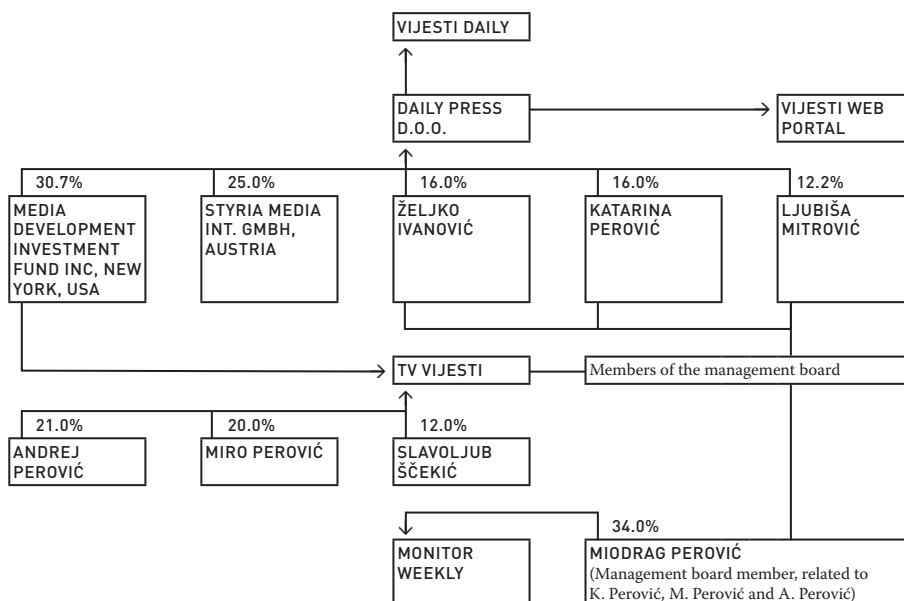 VIJESTI DAILY
DAILY PRESS
D.O.O.
VIJESTI WEB
PORTAL
30.7%
25.0%
16.0%
16.0%
12.2%
MEDIA
DEVELOPMENT
INVESTMENT
FUND INC, NEW
YORK, USA
STYRIA MEDIA
INT. GMBH,
AUSTRIA
ŽELJKO
IVANOVIĆ
KATARINA
PEROVIĆ
LJUBIŠA
MITROVIĆ
TV VIJESTI
Members of the management board
21.0%
20.0%
12.0%
ANDREJ
PEROVIĆ
MIRO PEROVIĆ
SLAVOLJUB
ŠČEKIĆ
34.0%
MONITOR
WEEKLY
MIODRAG PEROVIĆ
(Management board member, related to
K. Perović, M. Perović and A. Perović)